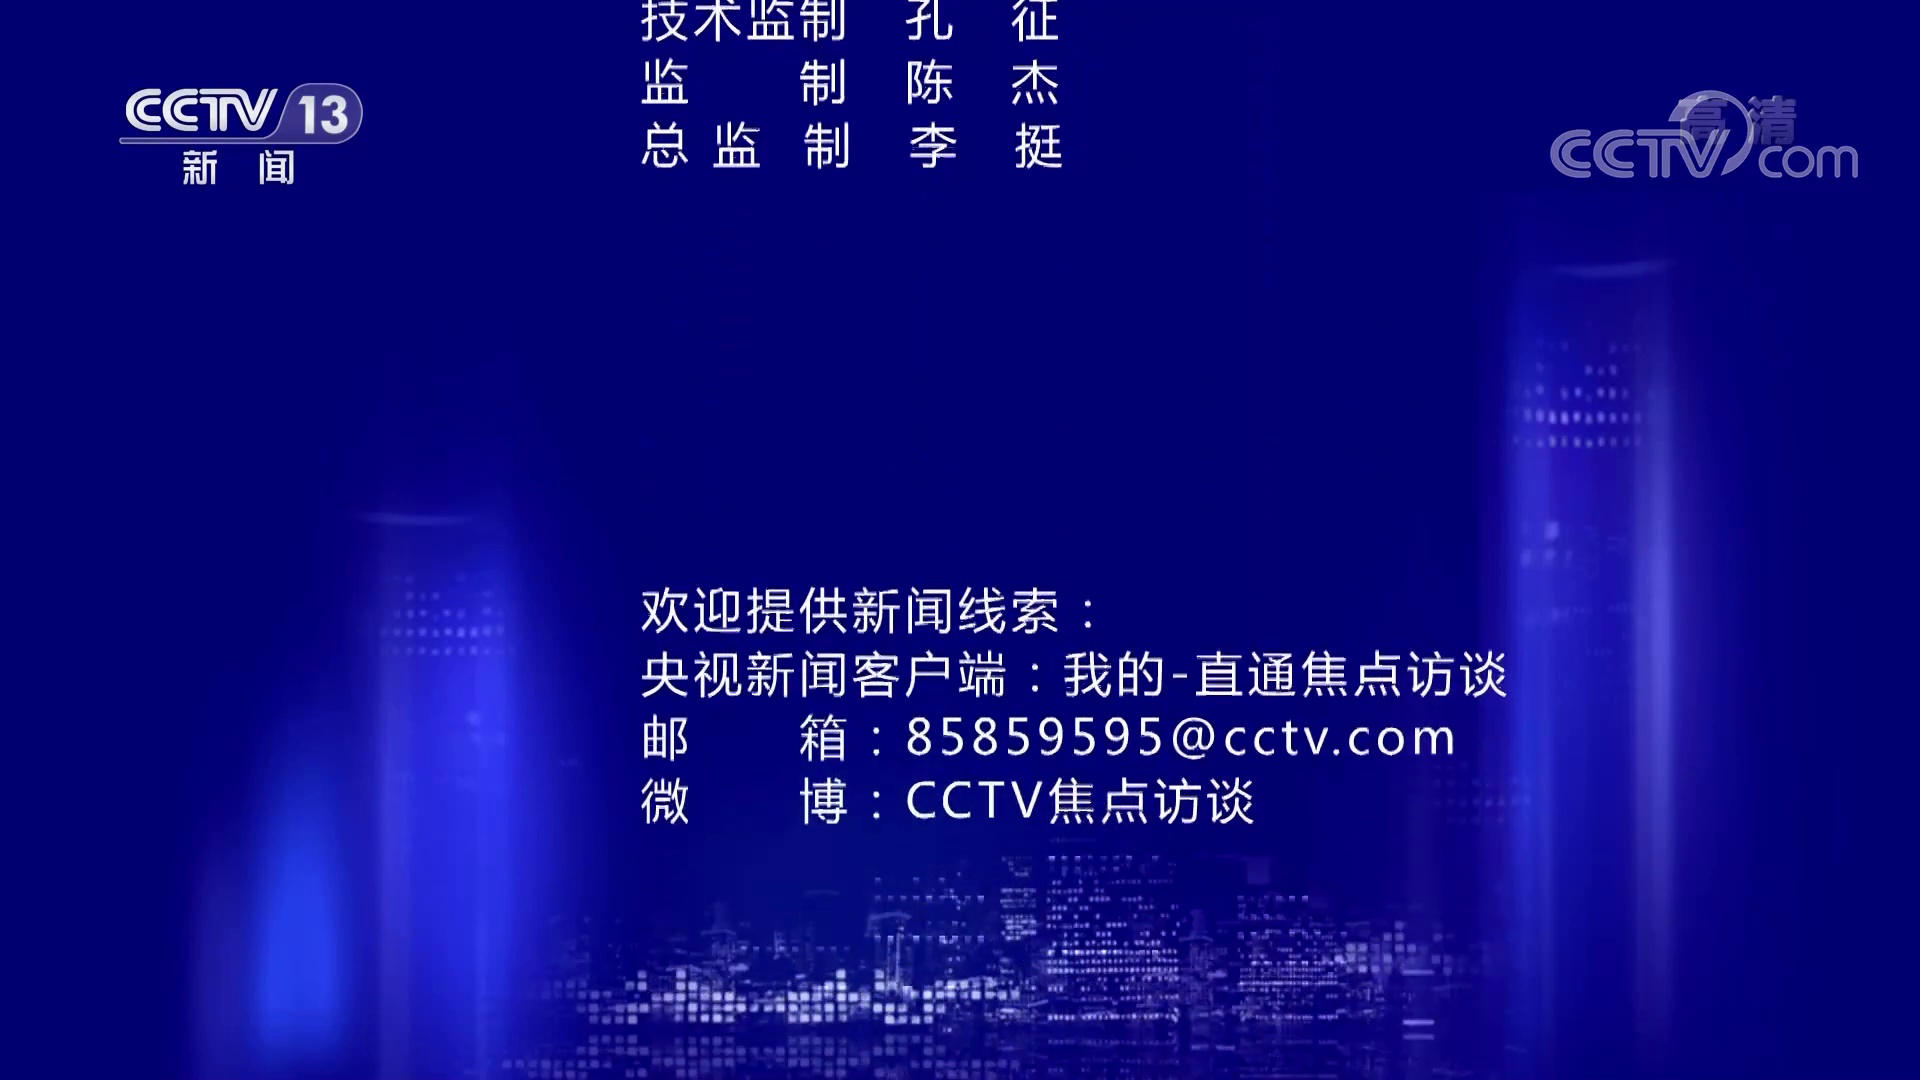 技术监制 孔 征
监 制 陈 杰
总 监 制 李 挺
CCTV 13
新 闻
高清
CCTV.com
欢迎提供新闻线索：
央视新闻客户端：我的-直通焦点访谈
邮 箱：85859595@cctv.com
微 博：CCTV焦点访谈